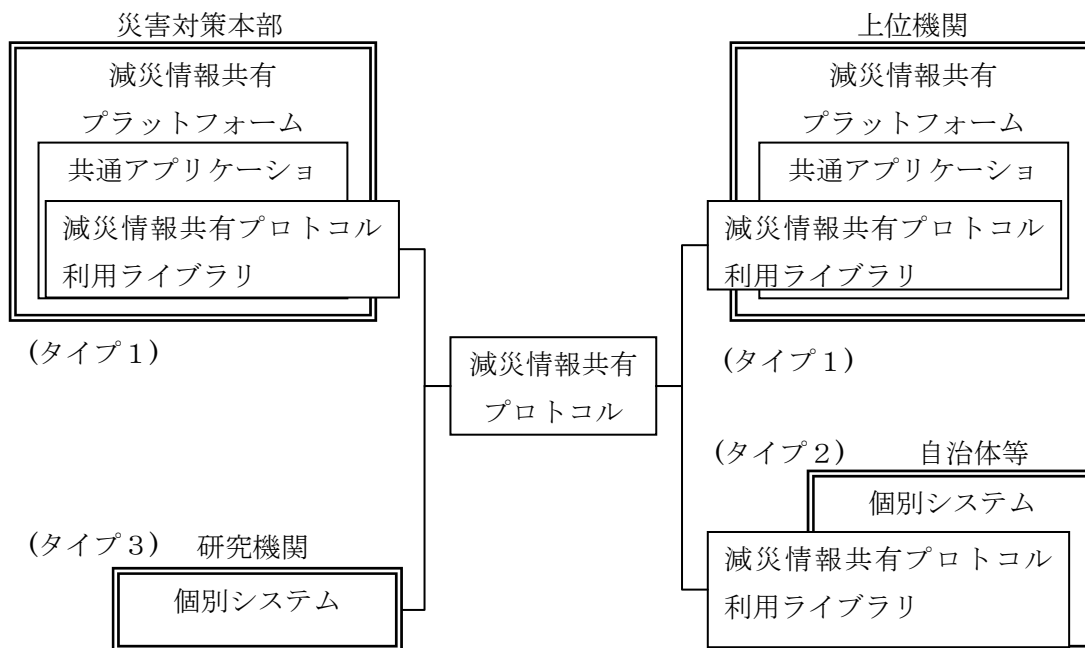 災害対策本部
減災情報共有
プラットフォーム
共通アプリケーショ
減災情報共有プロトコル
利用ライブラリ
(タイプ１)
上位機関
減災情報共有
プラットフォーム
共通アプリケーショ
減災情報共有プロトコル
利用ライブラリ
(タイプ１)
減災情報共有
プロトコル
(タイプ３) 研究機関
個別システム
(タイプ２) 自治体等
個別システム
減災情報共有プロトコル
利用ライブラリ